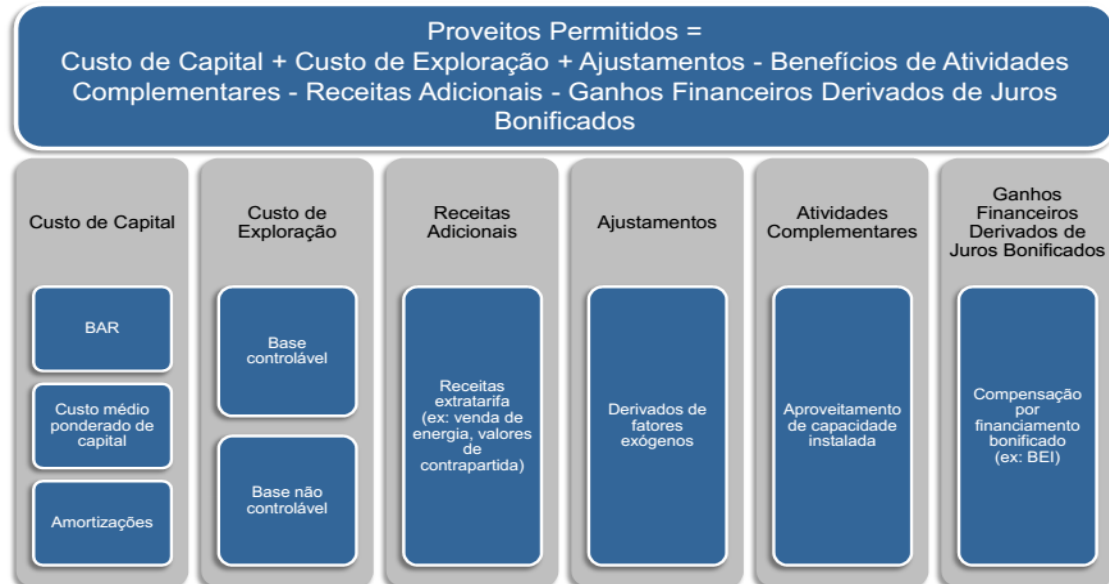 Proveitos Permitidos =
Custo de Capital + Custo de Exploração + Ajustamentos - Benefícios de Atividades
Complementares - Receitas Adicionais - Ganhos Financeiros Derivados de Juros
Bonificados
Custo de Capital
BAR
Custo médio
ponderado de
capital
Amortizações
Custo de
Exploração
Base
controlável
Base não
controlável
Receitas
Adicionais
Receitas
extratarifa
(ex: venda de
energia, valores
de
contrapartida)
Ajustamentos
Derivados de
fatores
exógenos
Atividades
Complementares
Aproveitamento
de capacidade
instalada
Ganhos
Financeiros
Derivados de
Juros Bonificados
Compensação
por
financiamento
bonificado
(ex: BEI)